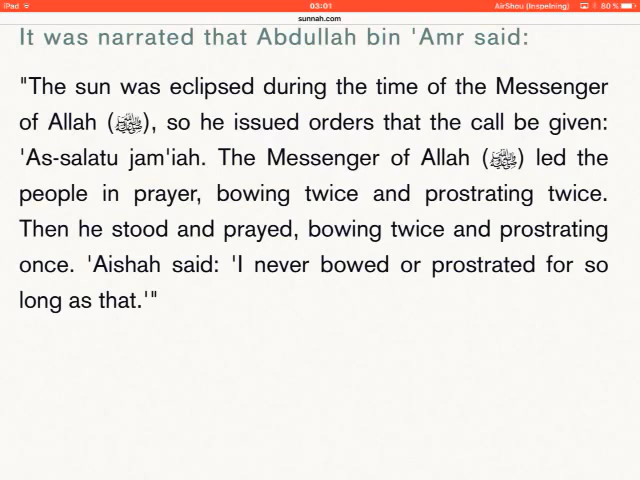 iPad 03:01 AirShou (Inspelning) 80 %
sunnah.com
It was narrated that Abdullah bin 'Amr said:
"The sun was eclipsed during the time of the Messenger
of Allah (ﷺ), so he issued orders that the call be given:
'As-salatu jam'iah. The Messenger of Allah (ﷺ) led the
people in prayer, bowing twice and prostrating twice.
Then he stood and prayed, bowing twice and prostrating
once. 'Aishah said: 'I never bowed or prostrated for so
long as that.'"